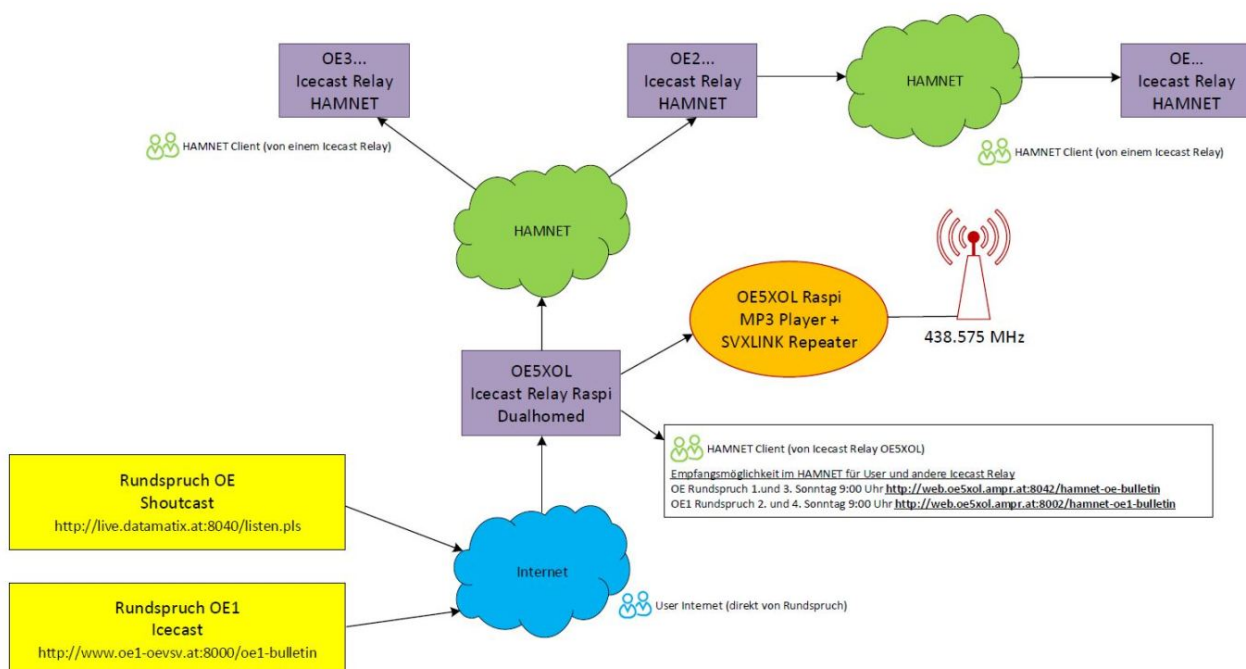 OE3...
Icecast Relay
HAMNET
OE2...
Icecast Relay
HAMNET
HAMNET
OE...
Icecast Relay
HAMNET
HAMNET Client (von einem Icecast Relay)
HAMNET Client (von einem Icecast Relay)
HAMNET
OE5XOL Raspi
MP3 Player +
SVXLINK Repeater
438.575 MHz
OE5XOL
Icecast Relay Raspi
Dualhomed
HAMNET Client (von Icecast Relay OE5XOL)
Empfangsmöglichkeit im HAMNET für User und andere Icecast Relay
OE Rundspruch 1.und 3. Sonntag 9:00 Uhr http://web.oe5xol.ampr.at:8042/hamnet-oe-bulletin
OE1 Rundspruch 2. und 4. Sonntag 9:00 Uhr http://web.oe5xol.ampr.at:8002/hamnet-oe1-bulletin
Rundspruch OE
Shoutcast
http://live.datamatix.at:8040/listen.pls
Internet
User Internet (direkt von Rundspruch)
Rundspruch OE1
Icecast
http://www.oe1-oevsv.at:8000/oe1-bulletin